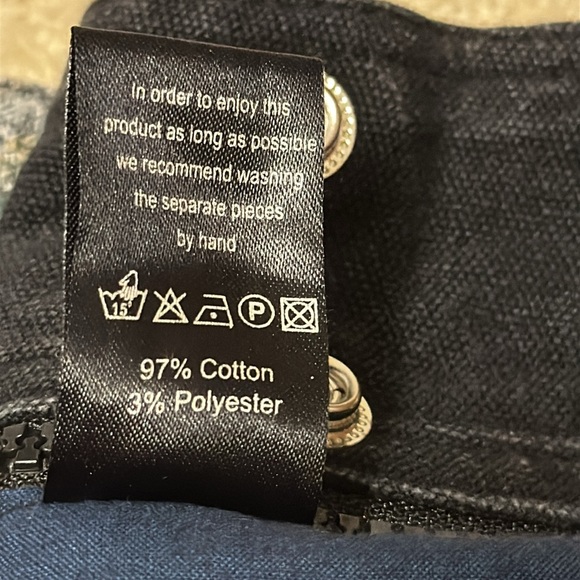 In order to enjoy this
product as long as possible
we recommend washing
the separate pieces
by hand
15°
P
97% Cotton
3% Polyester